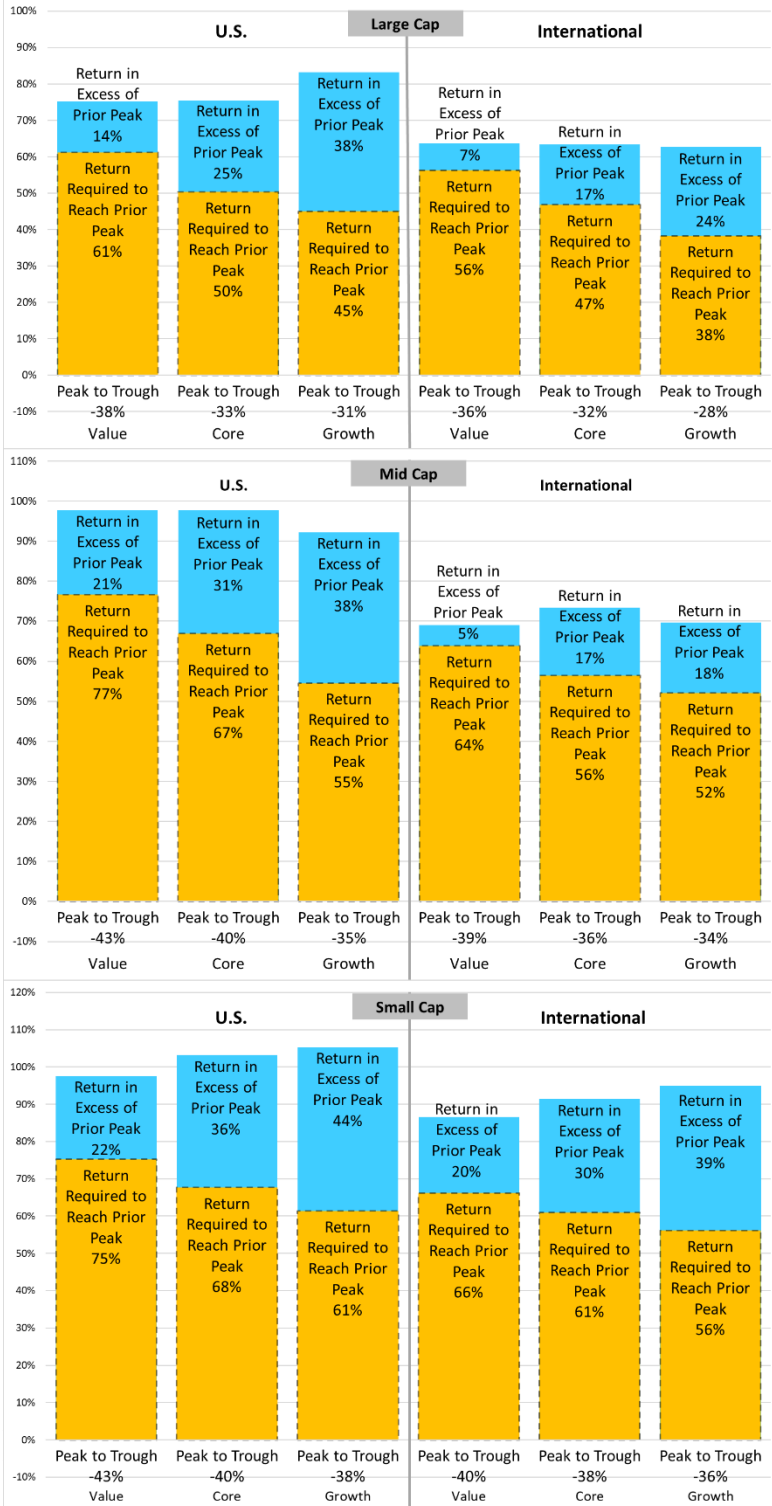 Large Cap
U.S.
International
100%
90%
80%
70%
60%
50%
40%
30%
20%
10%
0%
-10%
Return in
Excess of
Prior Peak
14%
Return
Required to
Reach Prior
Peak
61%
Peak to Trough
-38%
Value
Return in
Excess of
Prior Peak
25%
Return
Required to
Reach Prior
Peak
50%
Peak to Trough
-33%
Core
Return in
Excess of
Prior Peak
38%
Return
Required to
Reach Prior
Peak
45%
Peak to Trough
-31%
Growth
Return in
Excess of
Prior Peak
7%
Return
Required to
Reach Prior
Peak
56%
Peak to Trough
-36%
Value
Return in
Excess of
Prior Peak
17%
Return
Required to
Reach Prior
Peak
47%
Peak to Trough
-32%
Core
Return in
Excess of
Prior Peak
24%
Return
Required to
Reach Prior
Peak
38%
Peak to Trough
-28%
Growth
Mid Cap
U.S.
International
110%
100%
90%
80%
70%
60%
50%
40%
30%
20%
10%
0%
-10%
Return in
Excess of
Prior Peak
21%
Return
Required to
Reach Prior
Peak
77%
Peak to Trough
-43%
Value
Return in
Excess of
Prior Peak
31%
Return
Required to
Reach Prior
Peak
67%
Peak to Trough
-40%
Core
Return in
Excess of
Prior Peak
38%
Return
Required to
Reach Prior
Peak
55%
Peak to Trough
-35%
Growth
Return in
Excess of
Prior Peak
5%
Return
Required to
Reach Prior
Peak
64%
Peak to Trough
-39%
Value
Return in
Excess of
Prior Peak
17%
Return
Required to
Reach Prior
Peak
56%
Peak to Trough
-36%
Core
Return in
Excess of
Prior Peak
18%
Return
Required to
Reach Prior
Peak
52%
Peak to Trough
-34%
Growth
Small Cap
U.S.
International
120%
110%
100%
90%
80%
70%
60%
50%
40%
30%
20%
10%
0%
-10%
Return in
Excess of
Prior Peak
22%
Return
Required to
Reach Prior
Peak
75%
Peak to Trough
-43%
Value
Return in
Excess of
Prior Peak
36%
Return
Required to
Reach Prior
Peak
68%
Peak to Trough
-40%
Core
Return in
Excess of
Prior Peak
44%
Return
Required to
Reach Prior
Peak
61%
Peak to Trough
-38%
Growth
Return in
Excess of
Prior Peak
20%
Return
Required to
Reach Prior
Peak
66%
Peak to Trough
-40%
Value
Return in
Excess of
Prior Peak
30%
Return
Required to
Reach Prior
Peak
61%
Peak to Trough
-38%
Core
Return in
Excess of
Prior Peak
39%
Return
Required to
Reach Prior
Peak
56%
Peak to Trough
-36%
Growth